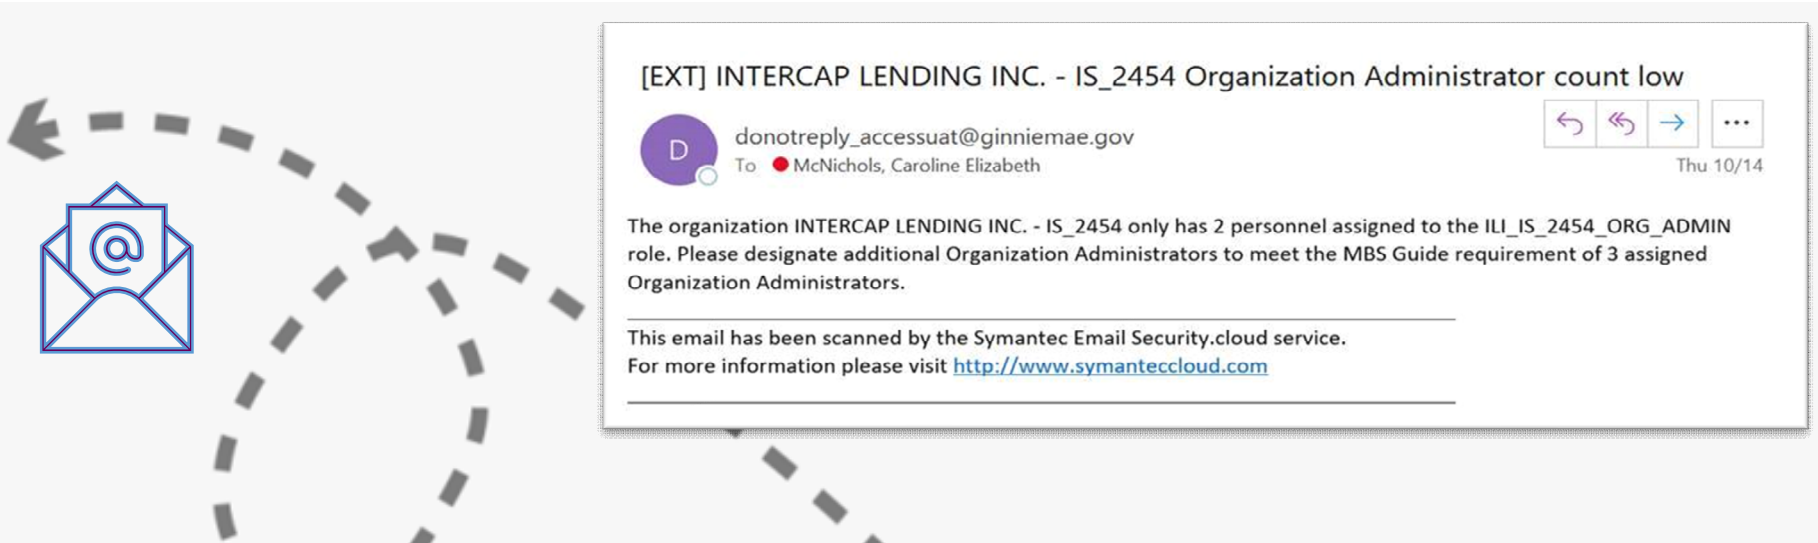 [EXT] INTERCAP LENDING INC. - IS_2454 Organization Administrator count low
D
donotreply_accessuat@ginniemae.gov
To McNichols, Caroline Elizabeth
Thu 10/14
The organization INTERCAP LENDING INC. - IS_2454 only has 2 personnel assigned to the ILI_IS_2454_ORG_ADMIN
role. Please designate additional Organization Administrators to meet the MBS Guide requirement of 3 assigned
Organization Administrators.
This email has been scanned by the Symantec Email Security.cloud service.
For more information please visit http://www.symanteccloud.com
@